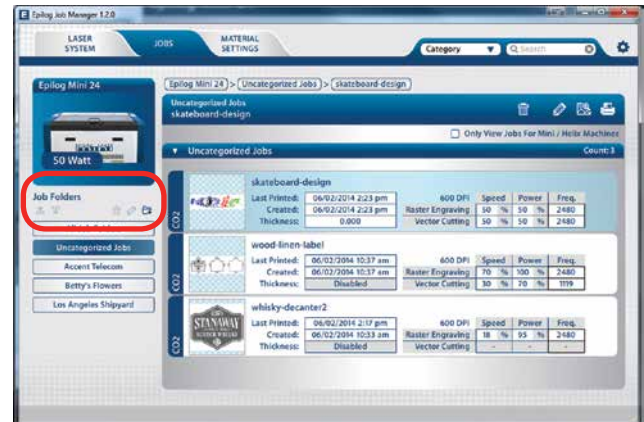 Epilog Job Manager 1.2.0
LASER SYSTEM
JOBS
MATERIAL SETTINGS
Category
Search
Epilog Mini 24
50 Watt
Job Folders
Uncategorized Jobs
Accent Telecom
Betty's Flowers
Los Angeles Shipyard
Epilog Mini 24 > Uncategorized Jobs > skateboard-design
Uncategorized Jobs
skateboard-design
Only View Jobs For Mini / Helix Machines
Uncategorized Jobs Count: 3
CO2
skateboard-design
Last Printed: 06/02/2014 2:23 pm 600 DPI Speed Power Freq.
Created: 06/02/2014 2:23 pm Raster Engraving 50 % 50 % 2480
Thickness: 0.000 Vector Cutting 50 % 50 % 2480
CO2
wood-linen-label
Last Printed: 06/02/2014 10:37 am 600 DPI Speed Power Freq.
Created: 06/02/2014 10:37 am Raster Engraving 70 % 100 % 2480
Thickness: Disabled Vector Cutting 30 % 70 % 1119
CO2
STANAWAY
whisky-decanter2
Last Printed: 06/02/2014 2:17 pm 600 DPI Speed Power Freq.
Created: 06/02/2014 10:33 am Raster Engraving 18 % 95 % 2480
Thickness: Disabled Vector Cutting - - -